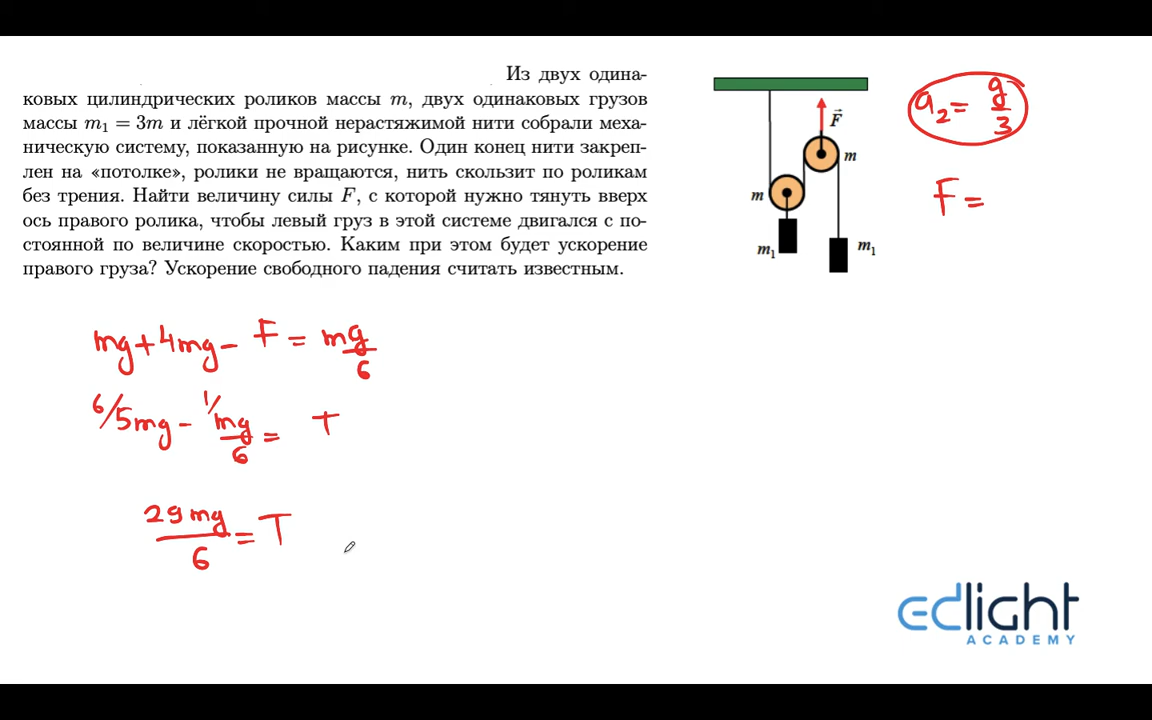 Из двух одина-
ковых цилиндрических роликов массы m, двух одинаковых грузов
массы m₁ = 3m и лёгкой прочной нерастяжимой нити собрали меха-
ническую систему, показанную на рисунке. Один конец нити закреп-
лен на «потолке», ролики не вращаются, нить скользит по роликам
без трения. Найти величину силы F, с которой нужно тянуть вверх
ось правого ролика, чтобы левый груз в этой системе двигался с по-
стоянной по величине скоростью. Каким при этом будет ускорение
правого груза? Ускорение свободного падения считать известным.
F⃗
m
m
m₁
m₁
a₂ = g/3
F =
mg + 4mg - F = mg/6
6/ 5mg - 1/ mg/6 = T
29mg/6 = T
edlight
ACADEMY